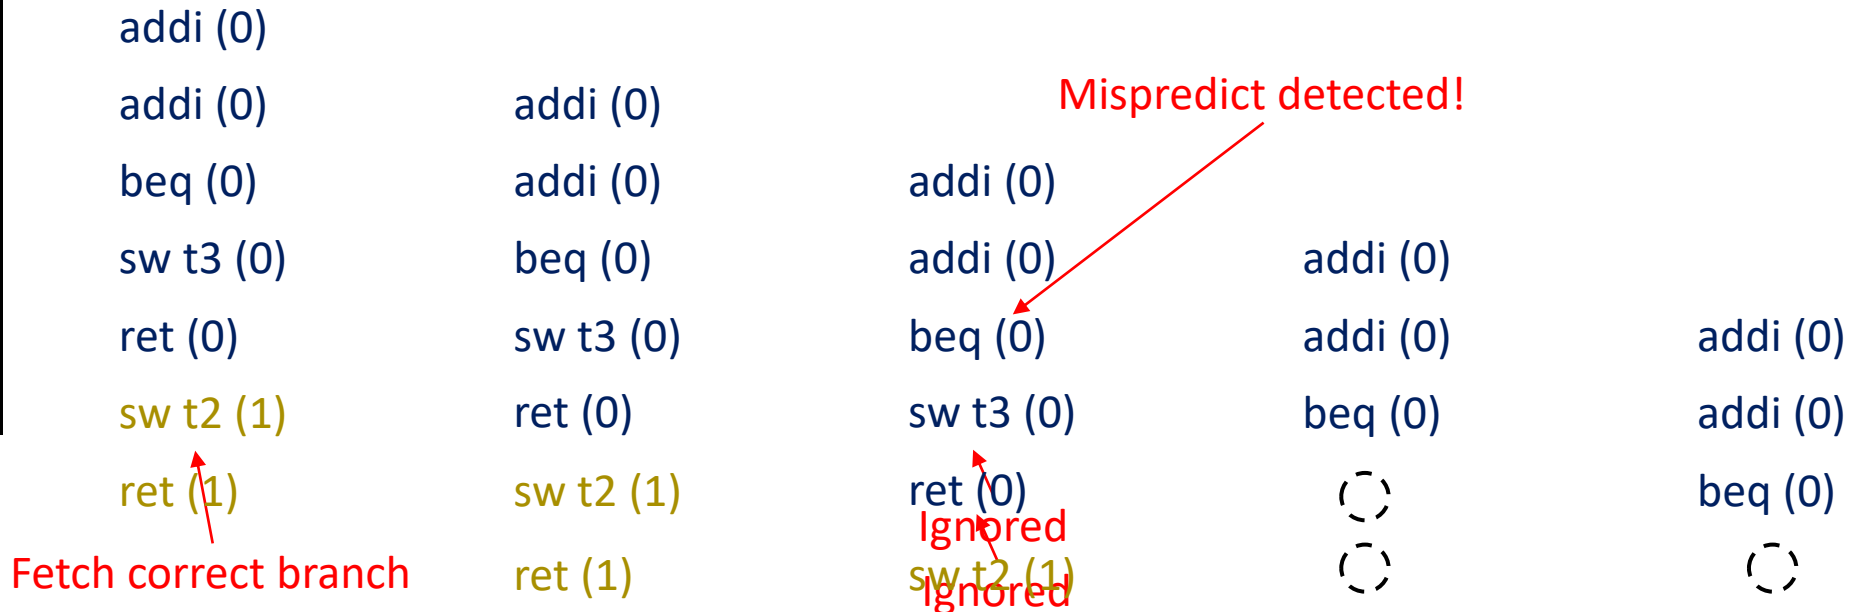 addi (0)
addi (0) addi (0) Mispredict detected!
beq (0) addi (0) addi (0)
sw t3 (0) beq (0) addi (0) addi (0)
ret (0) sw t3 (0) beq (0) addi (0) addi (0)
sw t2 (1) ret (0) sw t3 (0) beq (0) addi (0)
ret (1) sw t2 (1) ret (0) beq (0)
Ignored
Fetch correct branch ret (1) sw t2 (1)
Ignored